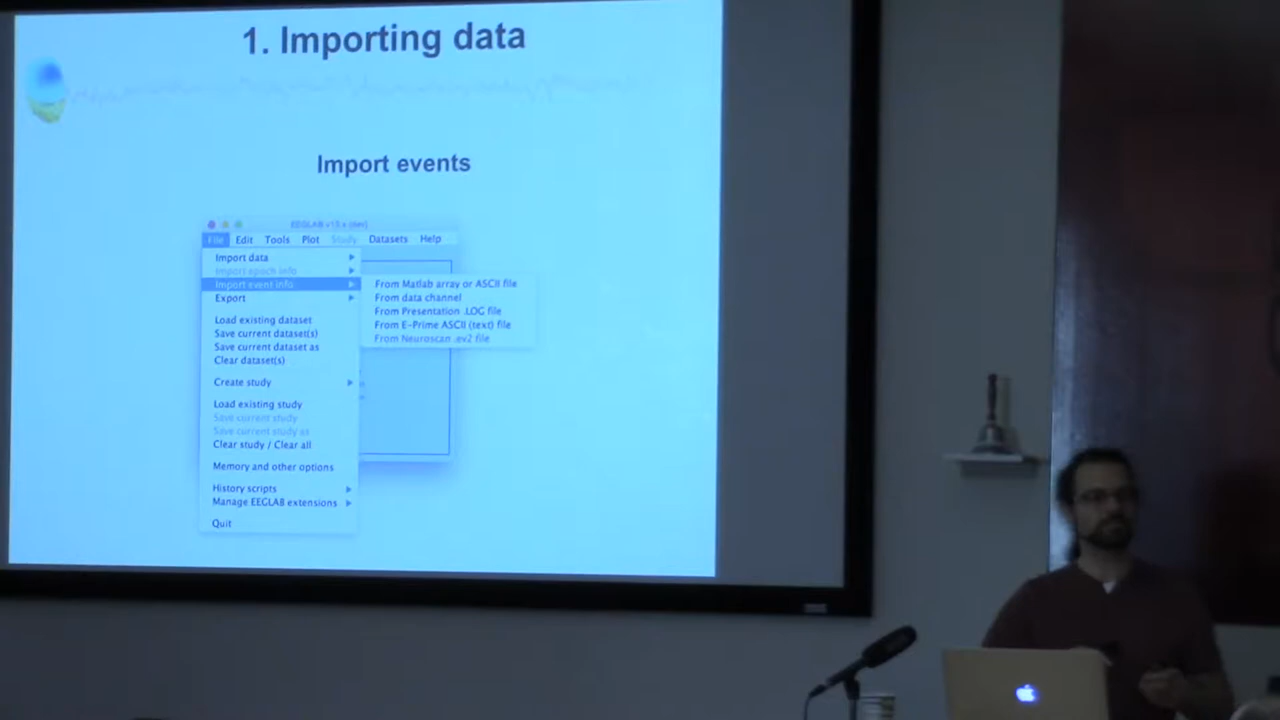 1. Importing data
Import events
EEGLAB v13.x (dev)
File Edit Tools Plot Study Datasets Help
Import data
Import epoch info
Import event info
Export
Load existing dataset
Save current dataset(s)
Save current dataset as
Clear dataset(s)
Create study
Load existing study
Save current study
Save current study as
Clear study / Clear all
Memory and other options
History scripts
Manage EEGLAB extensions
Quit
From Matlab array or ASCII file
From data channel
From Presentation .LOG file
From E-Prime ASCII (text) file
From Neuroscan .ev2 file